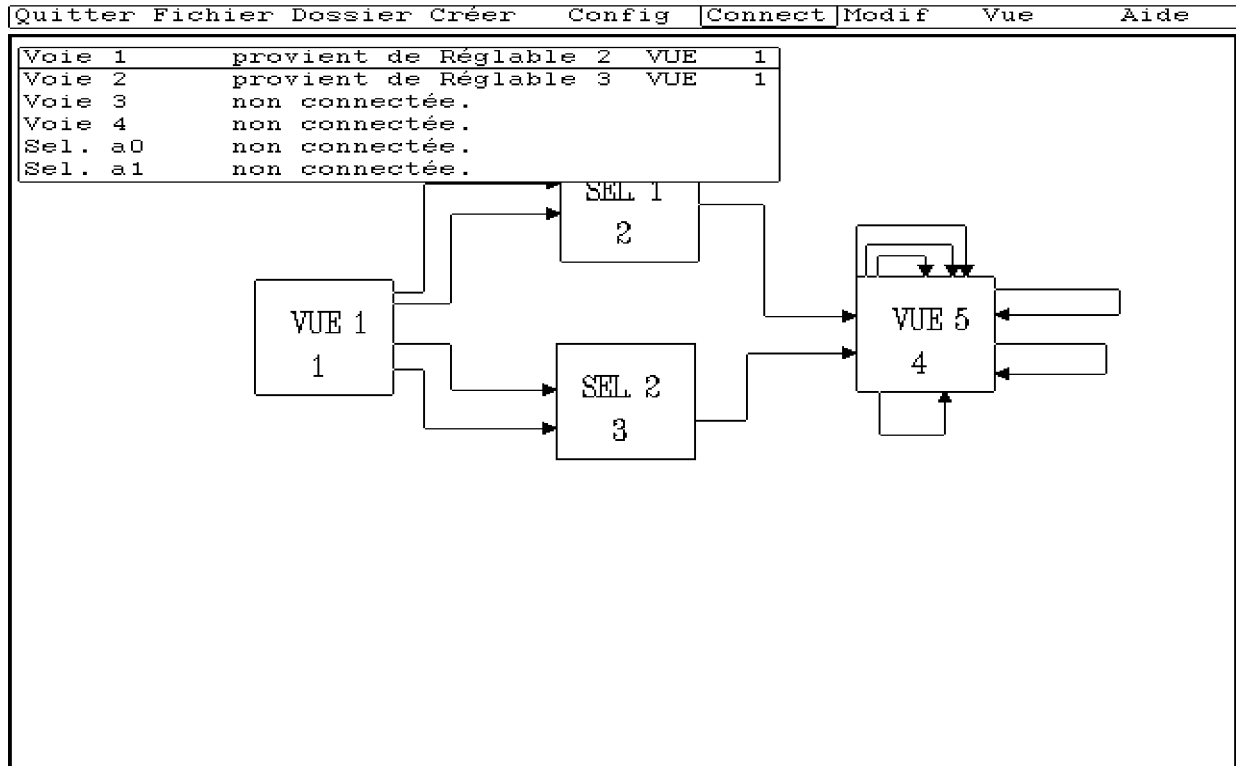 Quitter Fichier Dossier Créer Config Connect Modif Vue Aide
Voie 1 provient de Réglable 2 VUE 1
Voie 2 provient de Réglable 3 VUE 1
Voie 3 non connectée.
Voie 4 non connectée.
Sel. a0 non connectée.
Sel. a1 non connectée.
SEL 1
2
VUE 1
1
VUE 5
4
SEL 2
3